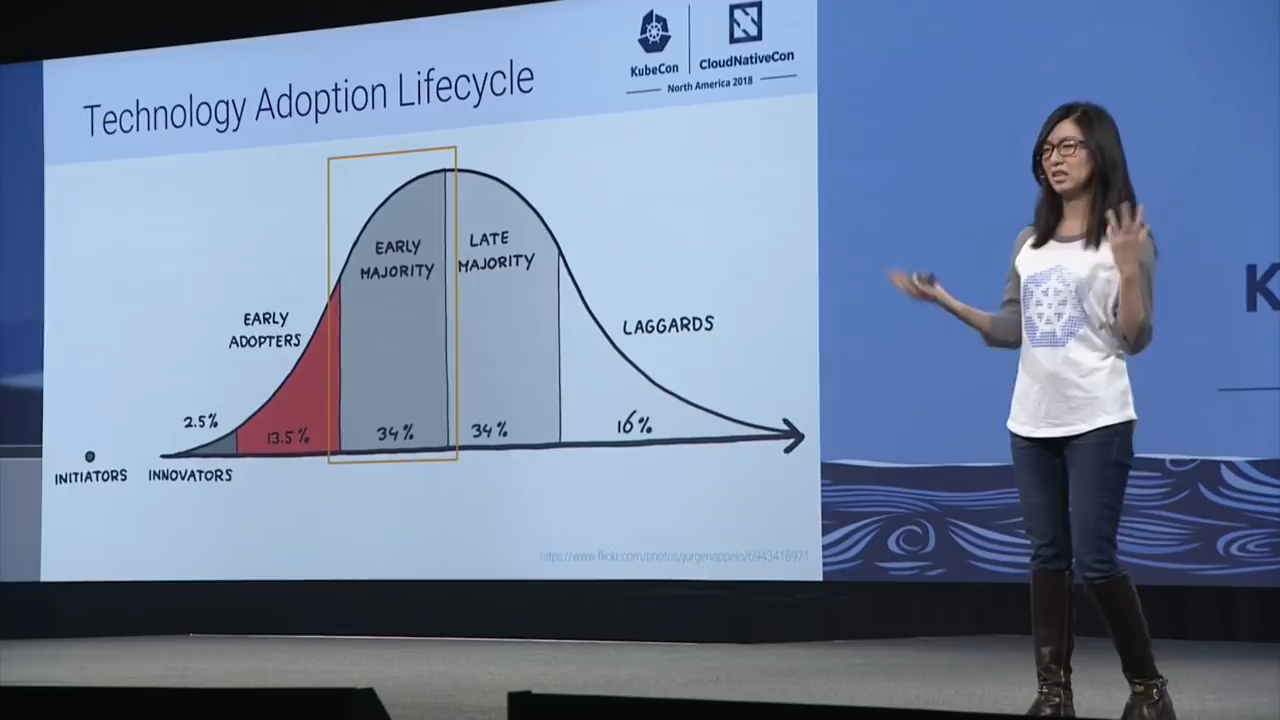 Technology Adoption Lifecycle
KubeCon
CloudNativeCon
North America 2018
EARLY
MAJORITY
LATE
MAJORITY
EARLY
ADOPTERS
LAGGARDS
2.5%
13.5%
34%
34%
16%
INITIATORS
INNOVATORS
https://www.flickr.com/photos/jurgenappelo/6943418971
K